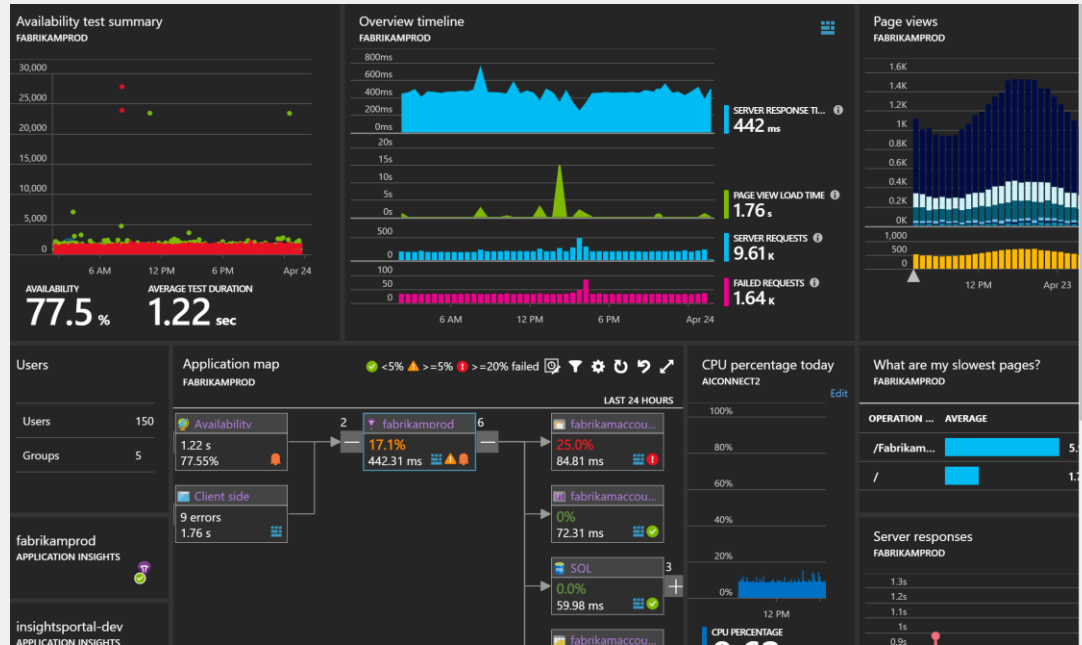 Availability test summary
FABRIKAMPROD
30,000
25,000
20,000
15,000
10,000
5,000
0
6 AM 12 PM 6 PM Apr 24
AVAILABILITY AVERAGE TEST DURATION
77.5 % 1.22 sec
Overview timeline
FABRIKAMPROD
800ms
600ms
400ms
200ms
0ms
SERVER RESPONSE TI...
442 ms
20s
15s
10s
5s
0s
PAGE VIEW LOAD TIME
1.76 s
500
0
SERVER REQUESTS
9.61 K
100
50
0
FAILED REQUESTS
1.64 K
6 AM 12 PM 6 PM Apr 24
Page views
FABRIKAMPROD
1.6K
1.4K
1.2K
1K
0.8K
0.6K
0.4K
0.2K
0K
1,000
500
0
12 PM Apr 23
Users
Users 150
Groups 5
fabrikamprod
APPLICATION INSIGHTS
insightsportal-dev
APPLICATION INSIGHTS
Application map
FABRIKAMPROD
<5% >=5% >=20% failed
LAST 24 HOURS
Availability
1.22 s
77.55%
Client side
9 errors
1.76 s
2
fabrikamprod
17.1%
442.31 ms
6
fabrikamaccou...
25.0%
84.81 ms
fabrikamaccou...
0%
72.31 ms
SQL
0.0%
59.98 ms
3
fabrikamaccou...
CPU percentage today
AICONNECT2
Edit
100%
80%
60%
40%
20%
0%
12 PM
CPU PERCENTAGE
What are my slowest pages?
FABRIKAMPROD
OPERATION ... AVERAGE
/Fabrikam... 5.
/ 1.7
Server responses
FABRIKAMPROD
1.3s
1.2s
1.1s
1s
0.9s